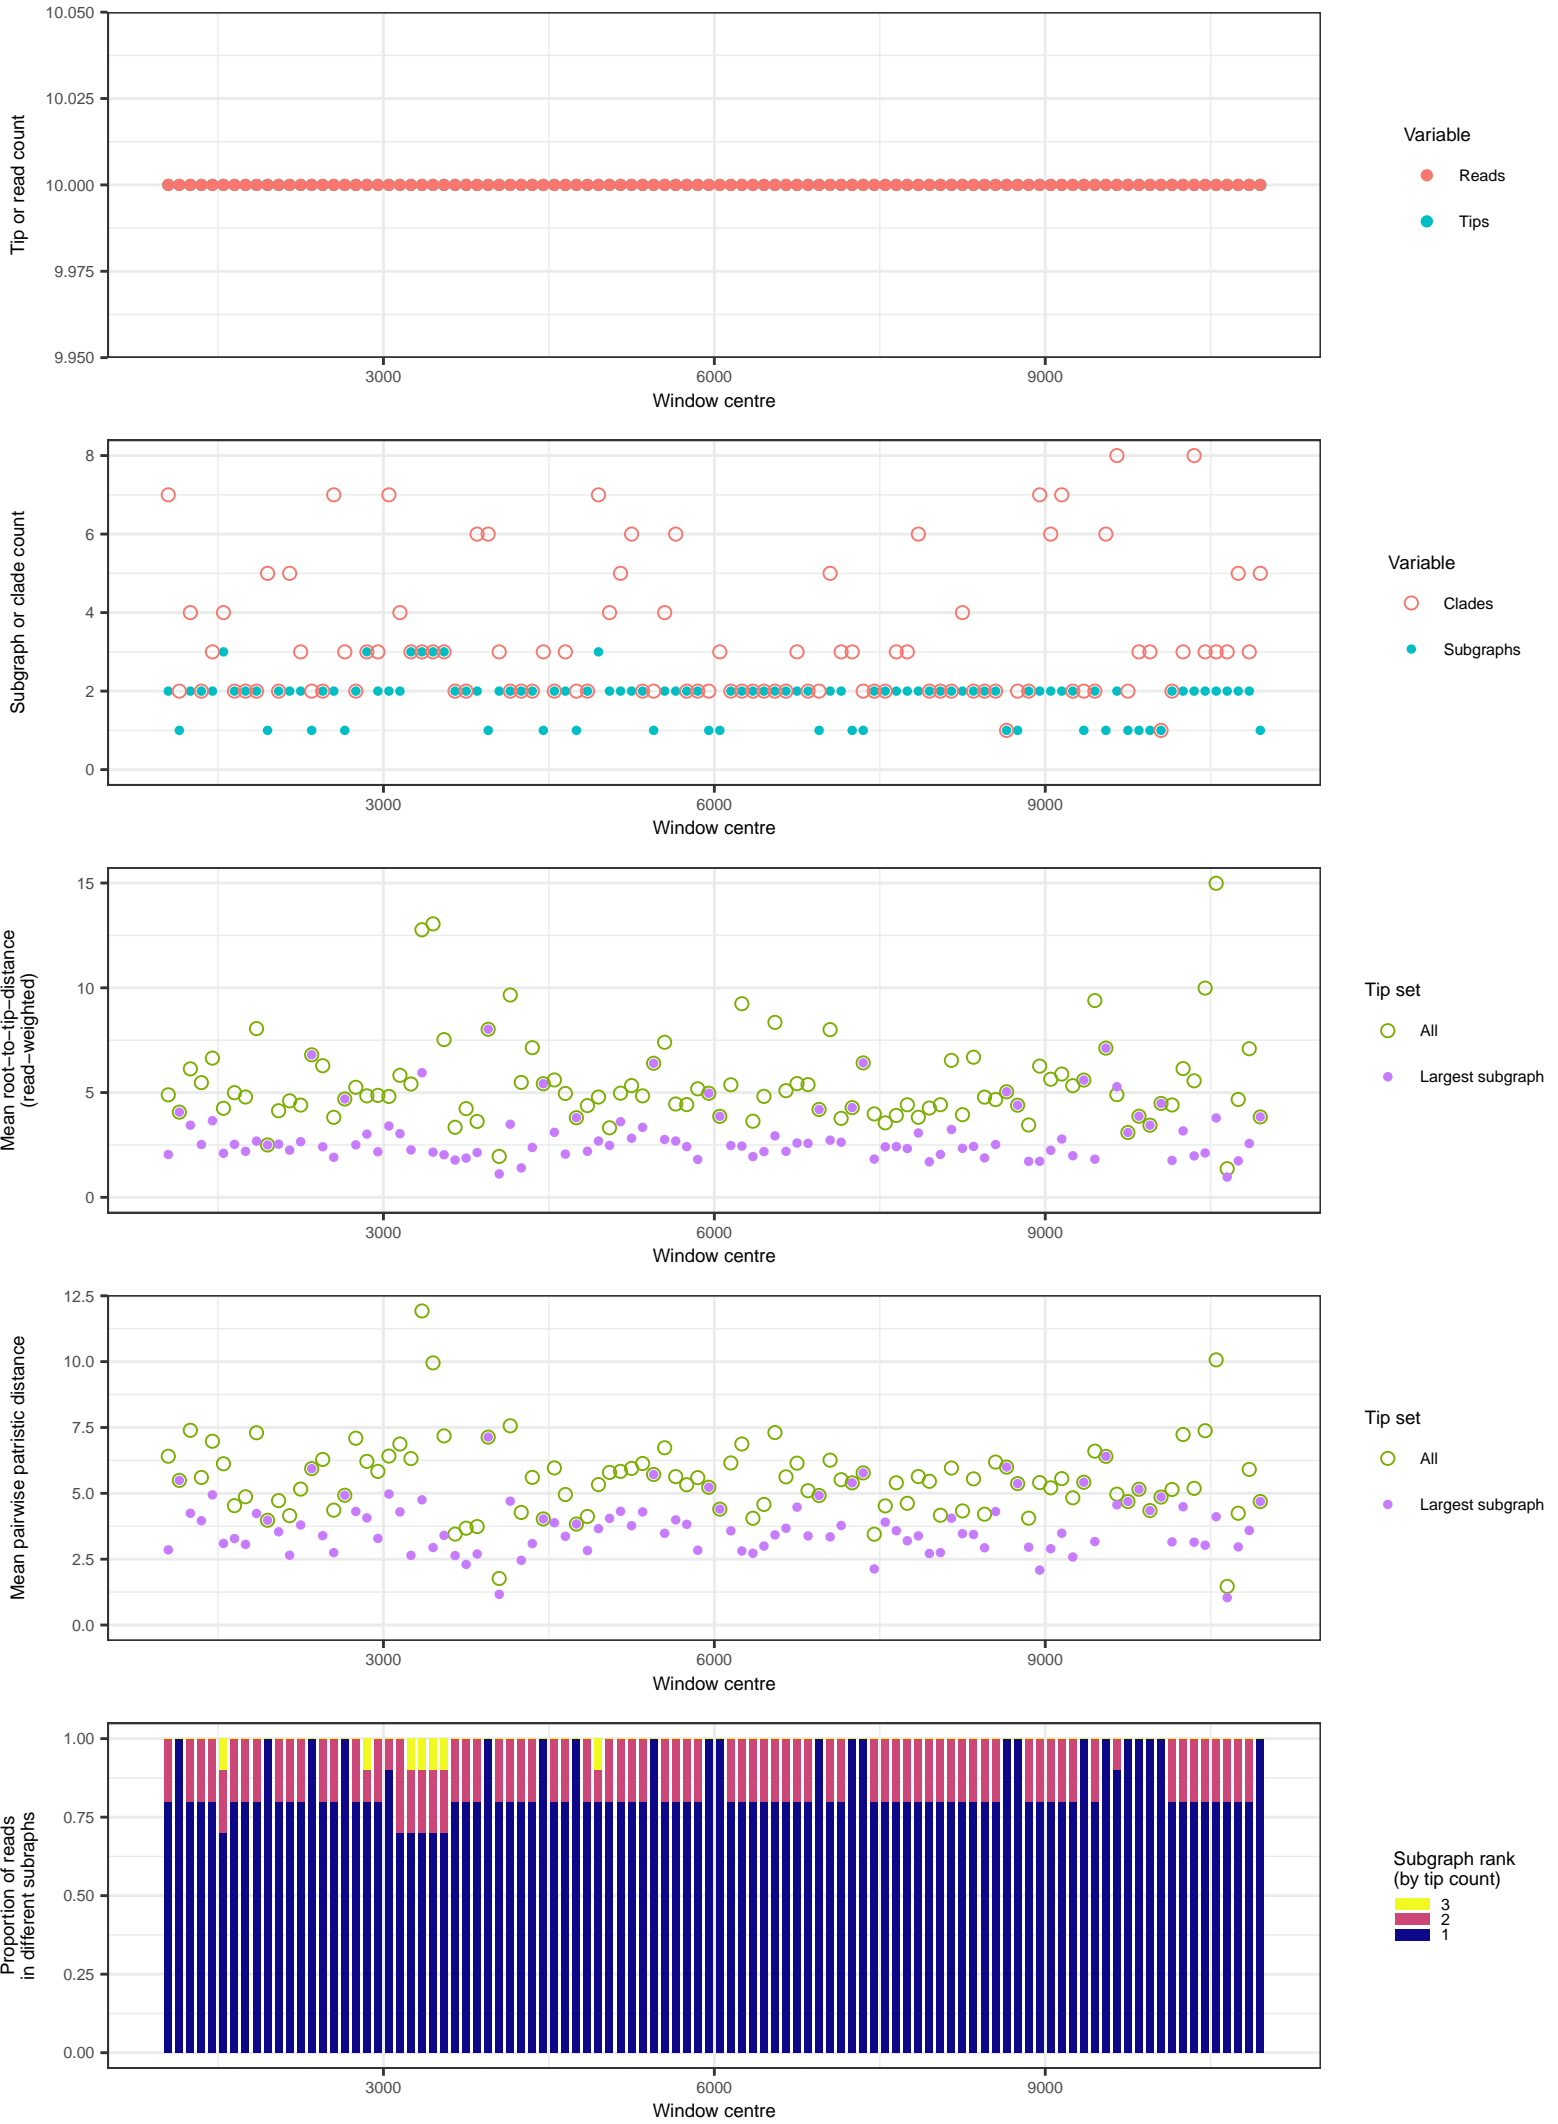 10.050
10.025
10.000
9.975
9.950
Tip or read count
3000 6000 9000
Window centre
Variable
Reads
Tips
8
6
4
2
0
Subgraph or clade count
3000 6000 9000
Window centre
Variable
Clades
Subgraphs
15
10
5
0
Mean root−to−tip−distance
(read−weighted)
3000 6000 9000
Window centre
Tip set
All
Largest subgraph
12.5
10.0
7.5
5.0
2.5
0.0
Mean pairwise patristic distance
3000 6000 9000
Window centre
Tip set
All
Largest subgraph
1.00
0.75
0.50
0.25
0.00
Proportion of reads
in different subraphs
3000 6000 9000
Window centre
Subgraph rank
(by tip count)
3
2
1